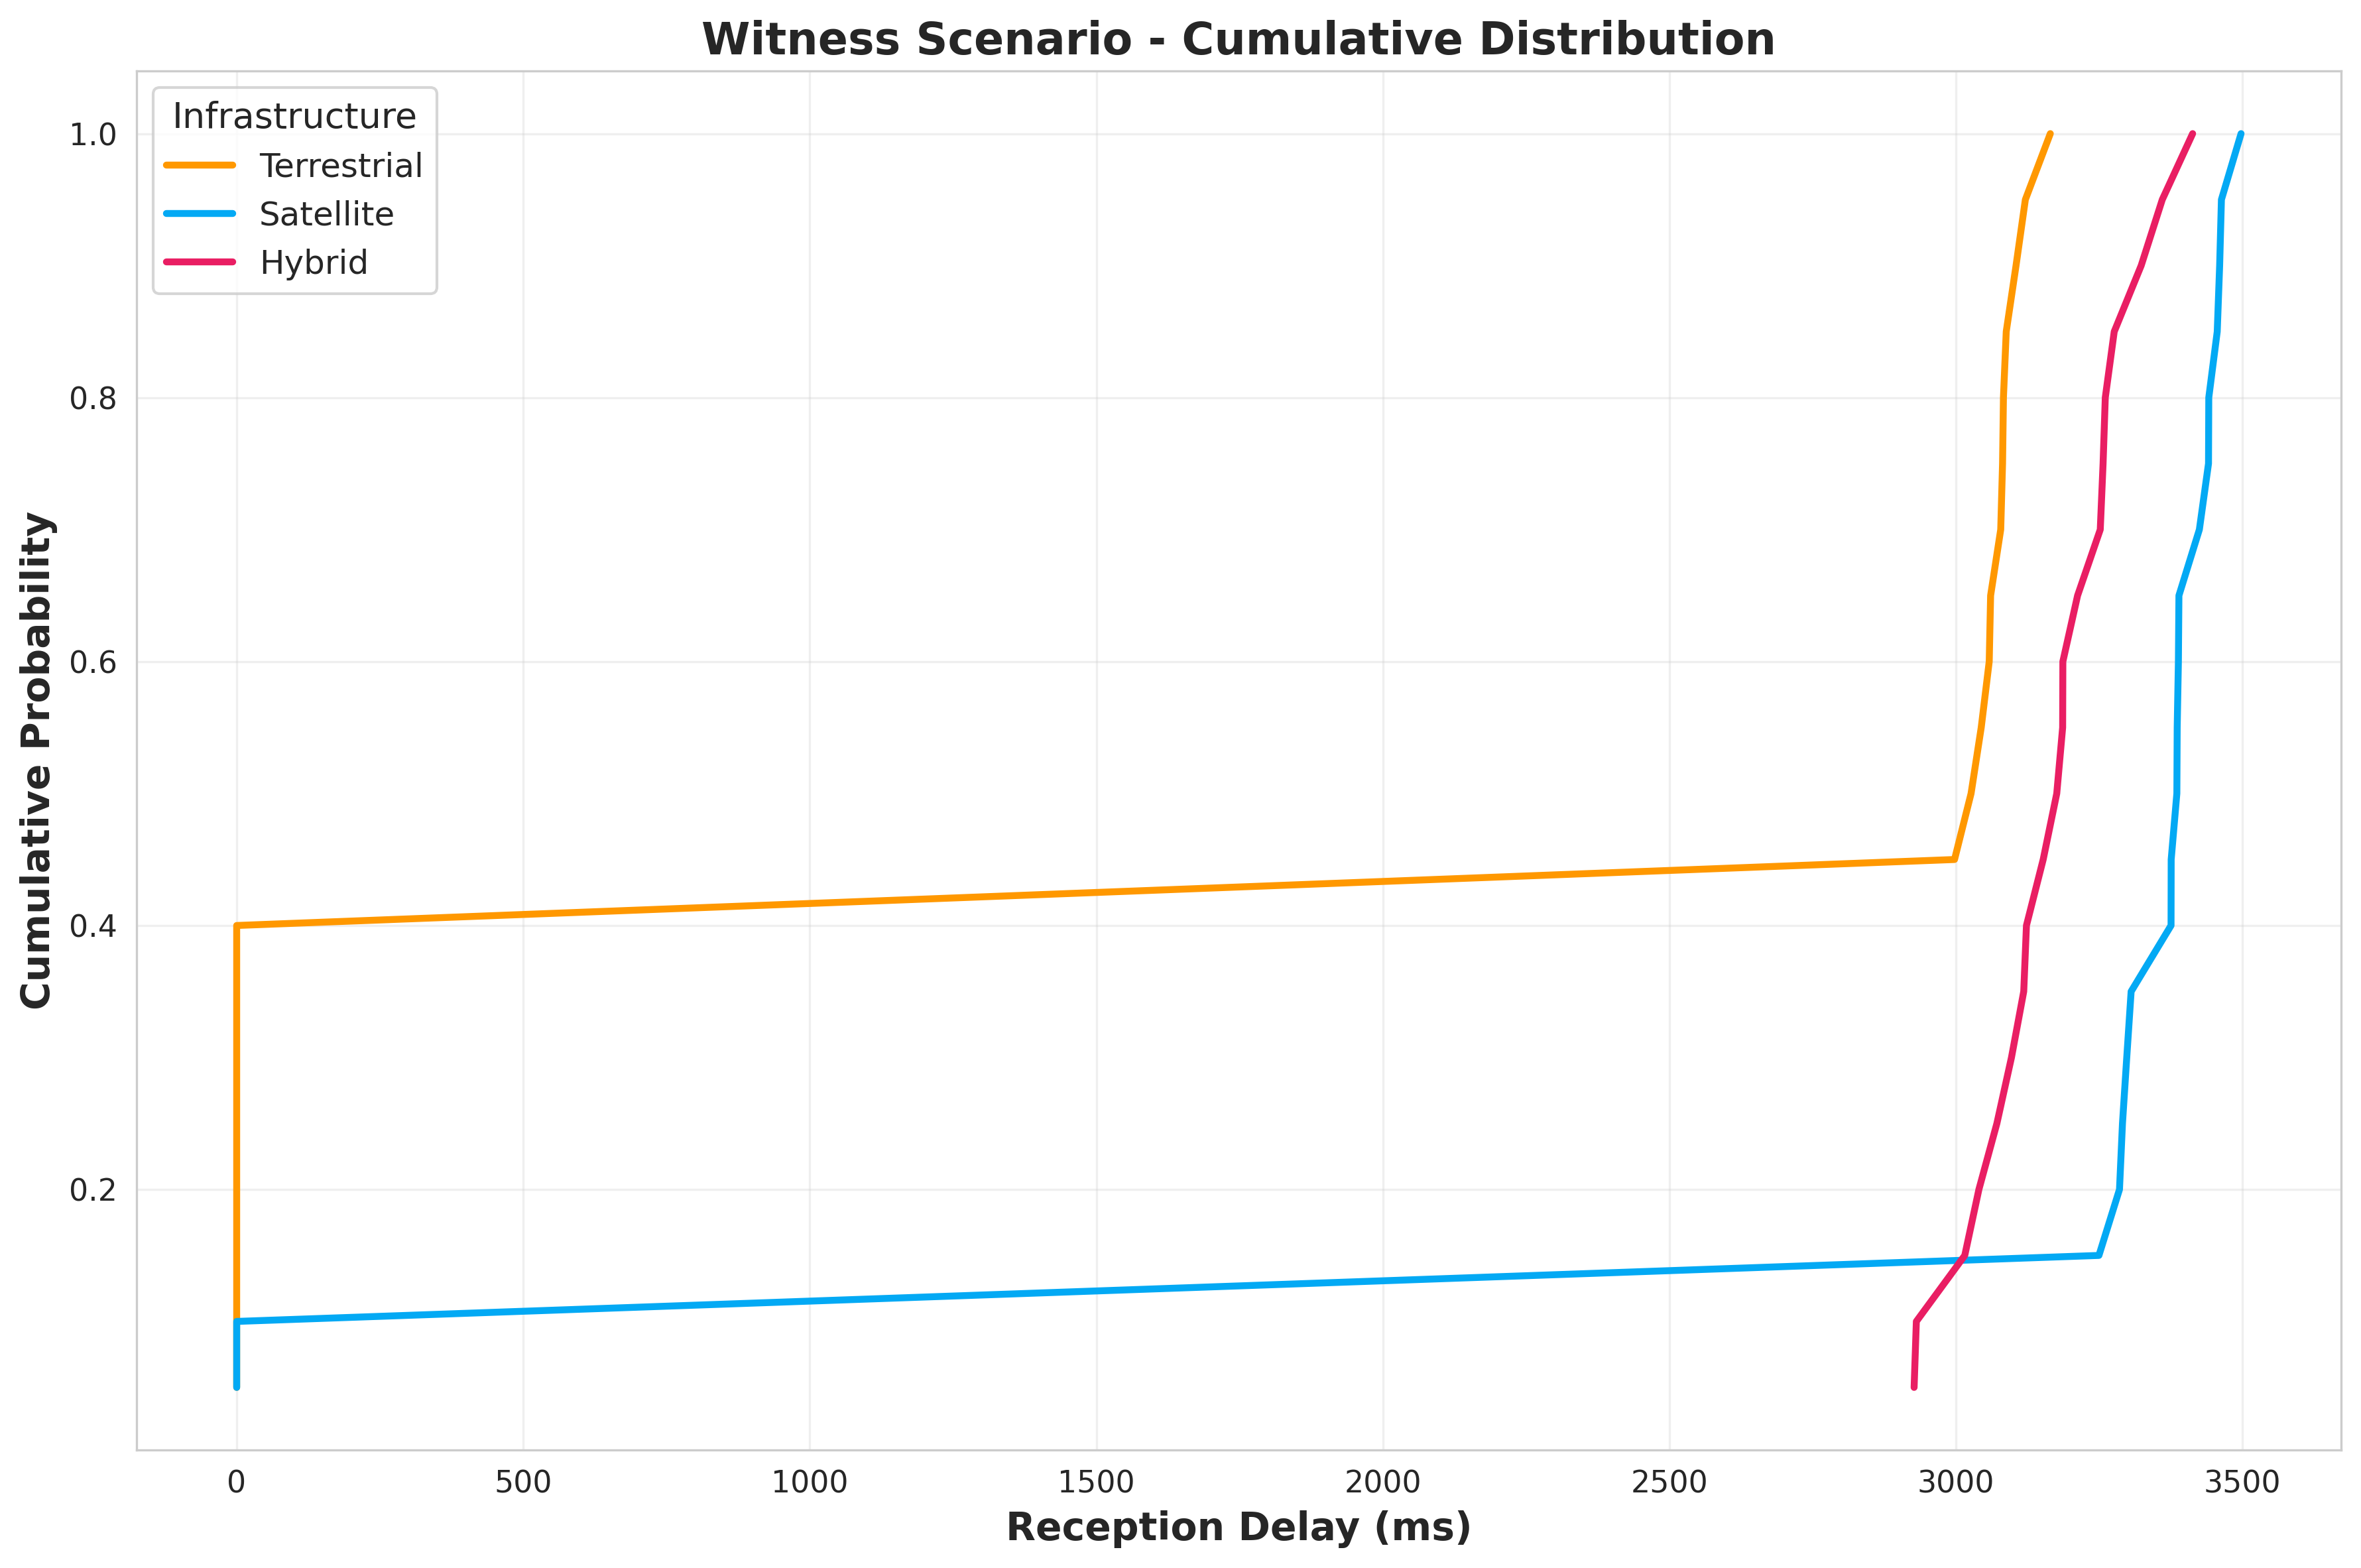 Witness Scenario - Cumulative Distribution
Infrastructure
Terrestrial
Satellite
Hybrid
Cumulative Probability
1.0
0.8
0.6
0.4
0.2
0 500 1000 1500 2000 2500 3000 3500
Reception Delay (ms)